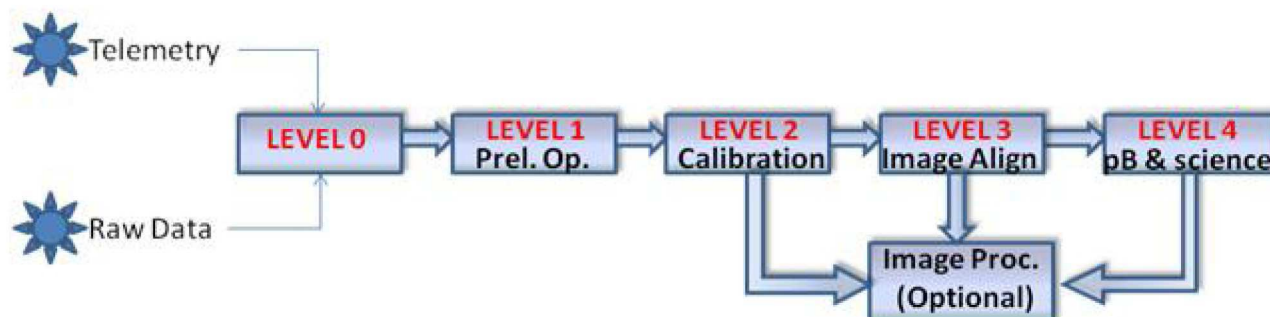 Telemetry
LEVEL 0
LEVEL 1
Prel. Op.
LEVEL 2
Calibration
LEVEL 3
Image Align
LEVEL 4
pB & science
Raw Data
Image Proc.
(Optional)